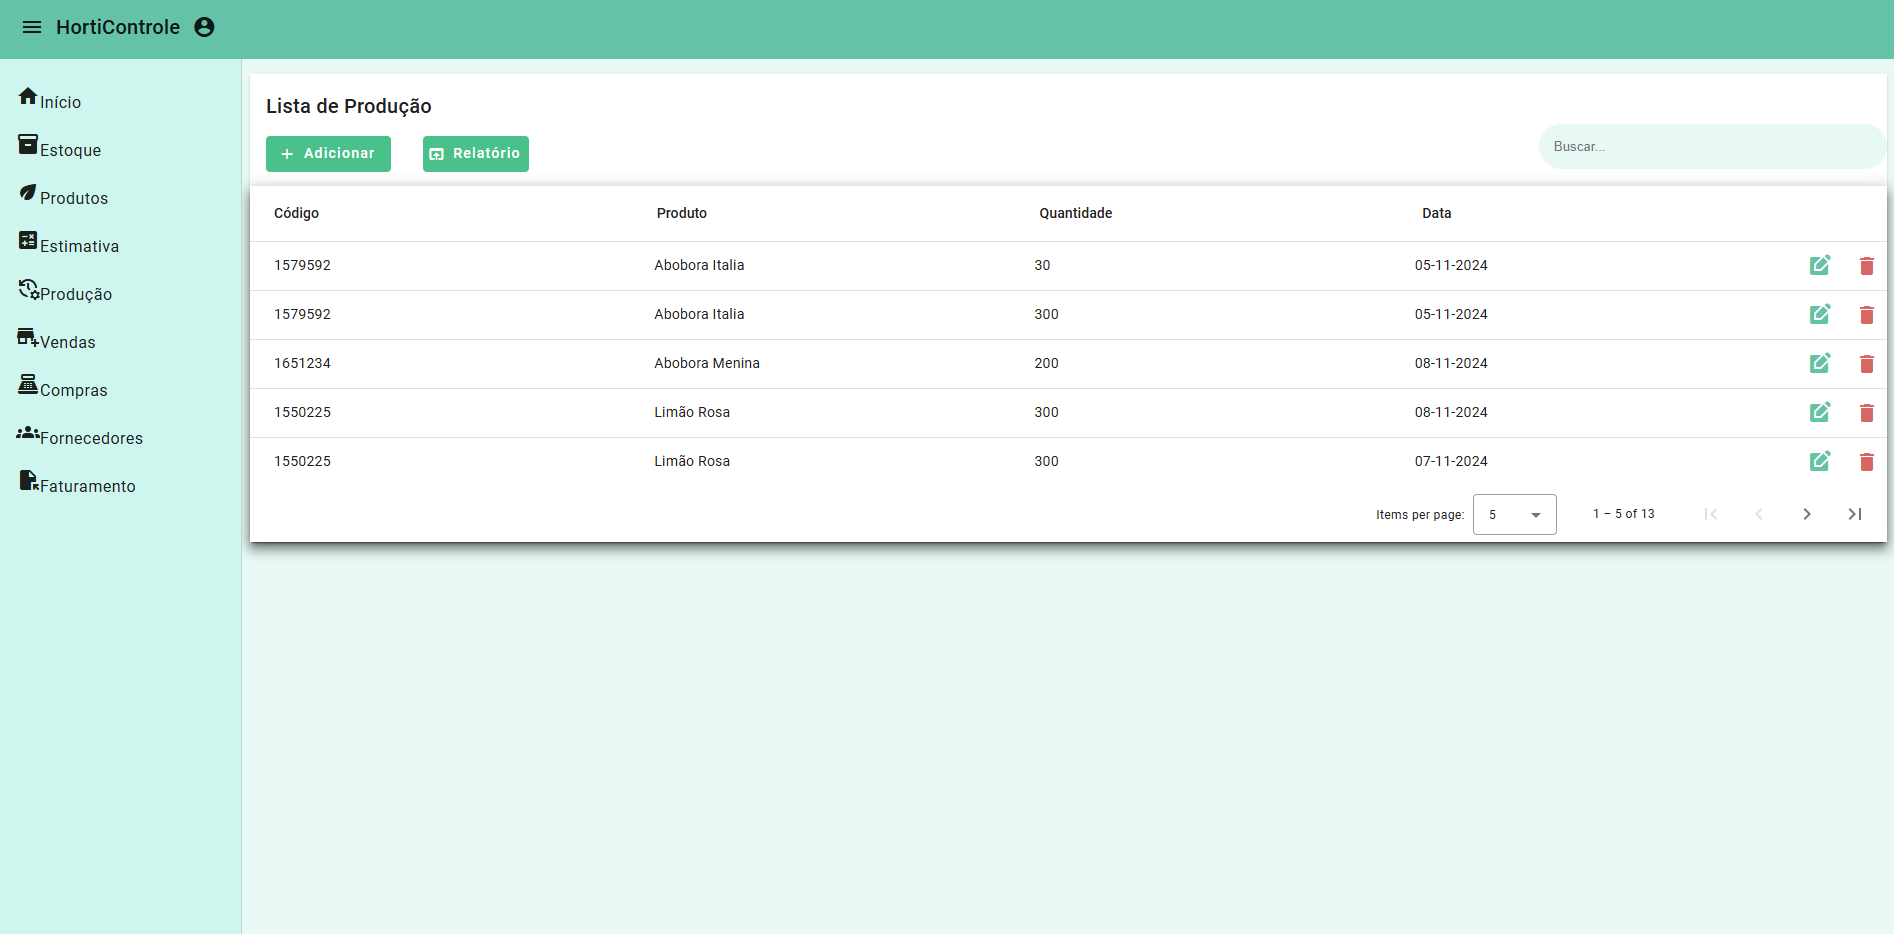 HortiControle
Início
Estoque
Produtos
Estimativa
Produção
Vendas
Compras
Fornecedores
Faturamento
Lista de Produção
Adicionar Relatório
Buscar...
Código Produto Quantidade Data
1579592 Abobora Italia 30 05-11-2024
1579592 Abobora Italia 300 05-11-2024
1651234 Abobora Menina 200 08-11-2024
1550225 Limão Rosa 300 08-11-2024
1550225 Limão Rosa 300 07-11-2024
Items per page: 5 1 – 5 of 13